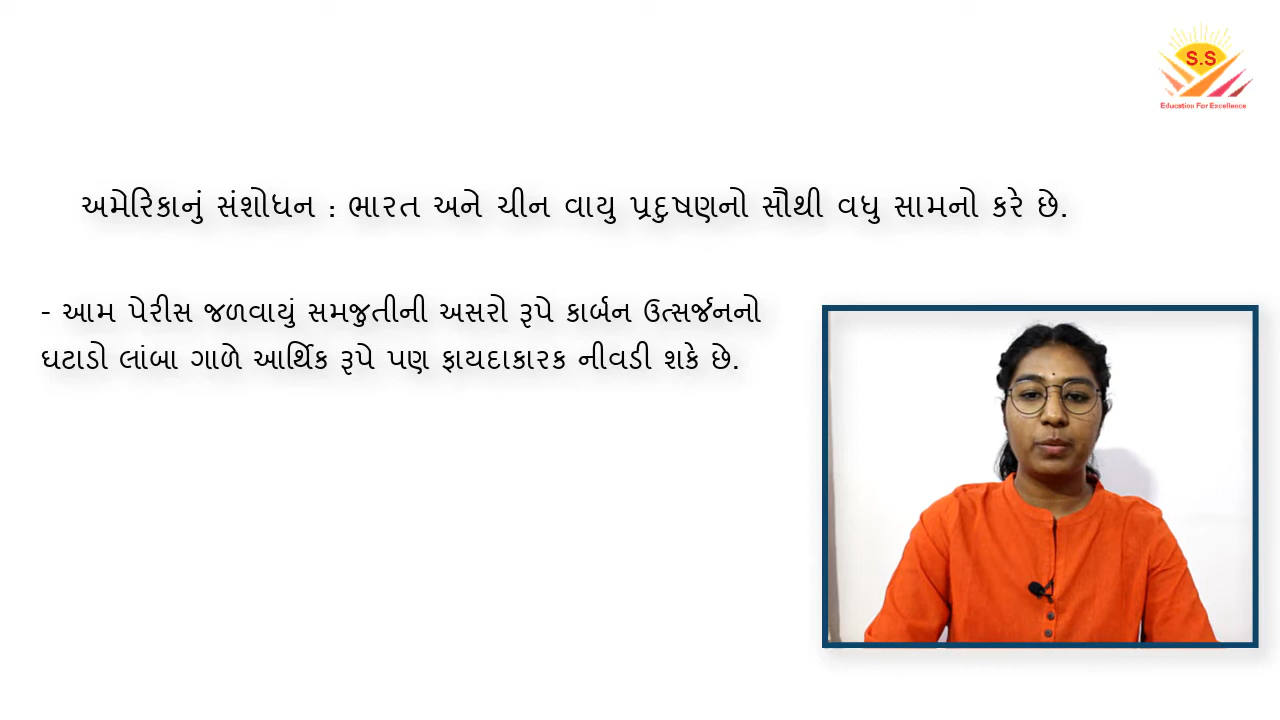 S.S
Education For Excellence
અમેરિકાનું સંશોધન : ભારત અને ચીન વાયુ પ્રદુષણનો સૌથી વધુ સામનો કરે છે.
- આમ પેરીસ જળવાયું સમજુતીની અસરો રૂપે કાર્બન ઉત્સર્જનનો
ઘટાડો લાંબા ગાળે આર્થિક રૂપે પણ ફાયદાકારક નીવડી શકે છે.